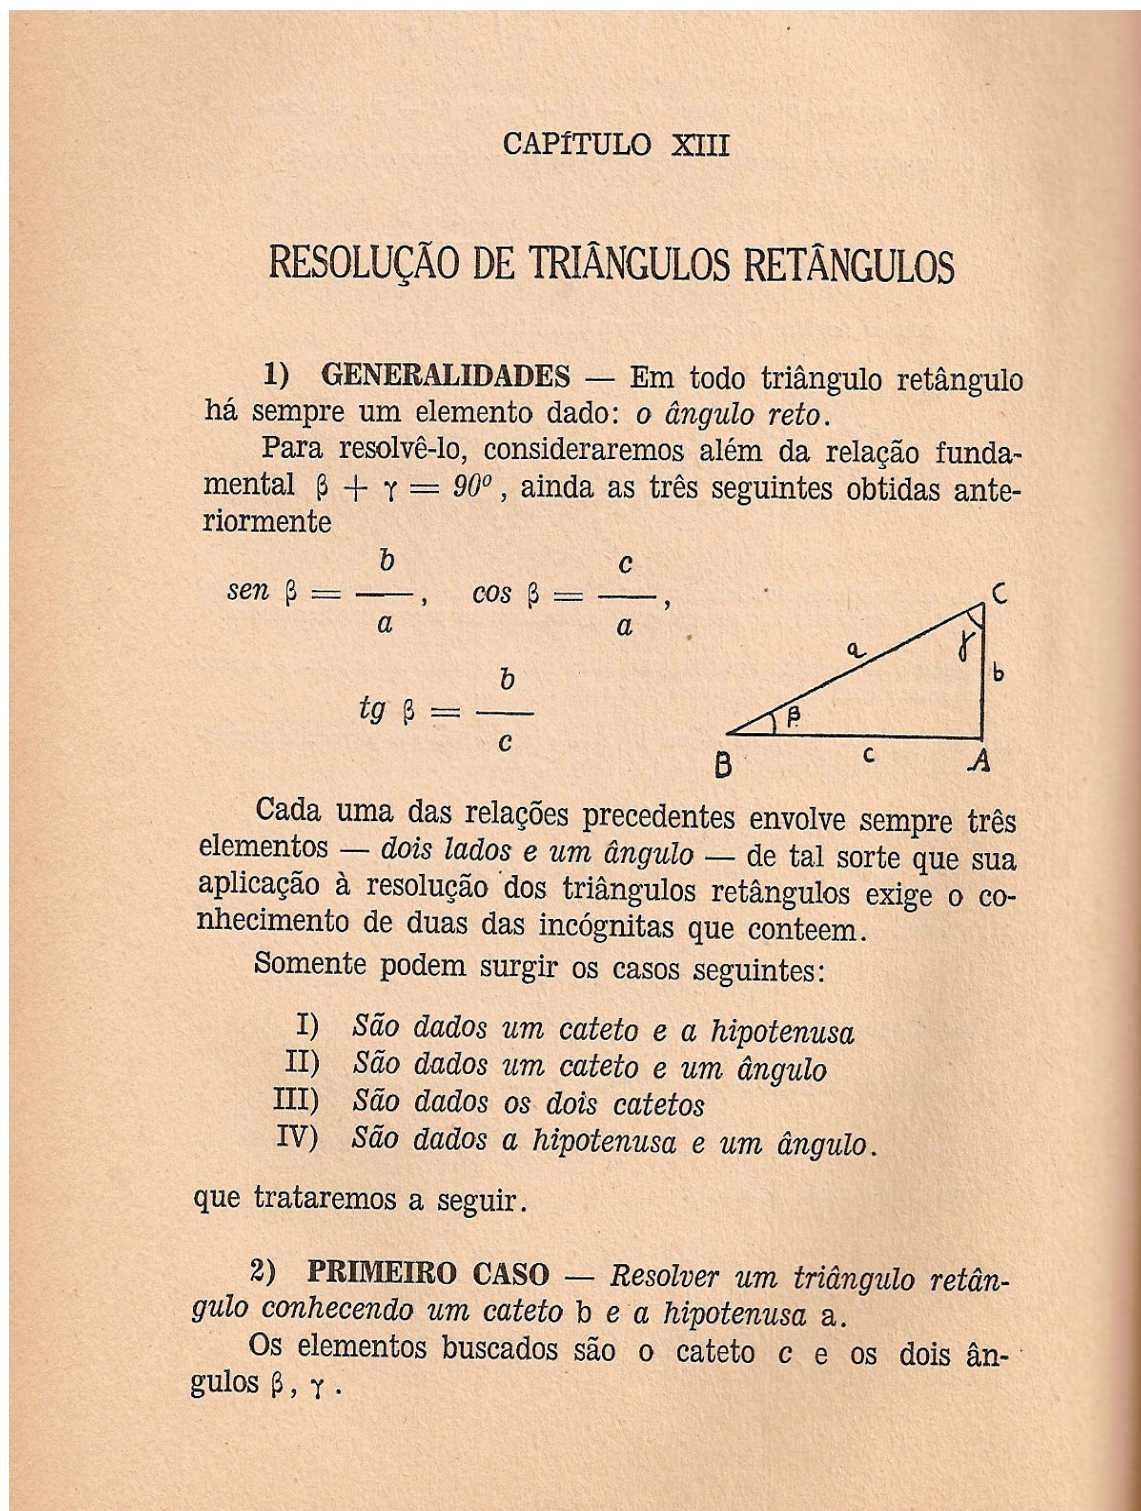 CAPÍTULO XIII
RESOLUÇÃO DE TRIÂNGULOS RETÂNGULOS
1) GENERALIDADES — Em todo triângulo retângulo
há sempre um elemento dado: o ângulo reto.
Para resolvê-lo, consideraremos além da relação funda-
mental β + γ = 90º, ainda as três seguintes obtidas ante-
riormente
sen β = b/a, cos β = c/a,
tg β = b/c
C
a
γ
b
β
B
c
A
Cada uma das relações precedentes envolve sempre três
elementos — dois lados e um ângulo — de tal sorte que sua
aplicação à resolução dos triângulos retângulos exige o co-
nhecimento de duas das incógnitas que conteem.
Somente podem surgir os casos seguintes:
I) São dados um cateto e a hipotenusa
II) São dados um cateto e um ângulo
III) São dados os dois catetos
IV) São dados a hipotenusa e um ângulo.
que trataremos a seguir.
2) PRIMEIRO CASO — Resolver um triângulo retân-
gulo conhecendo um cateto b e a hipotenusa a.
Os elementos buscados são o cateto c e os dois ân-
gulos β, γ.